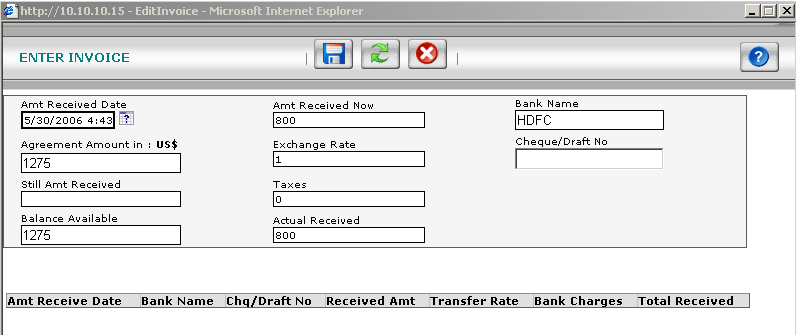 http://10.10.10.15 - EditInvoice - Microsoft Internet Explorer
ENTER INVOICE
Amt Received Date
5/30/2006 4:43
Amt Received Now
800
Bank Name
HDFC
Agreement Amount in : US$
1275
Exchange Rate
1
Cheque/Draft No
Still Amt Received
Taxes
0
Balance Available
1275
Actual Received
800
Amt Receive Date Bank Name Chq/Draft No Received Amt Transfer Rate Bank Charges Total Received